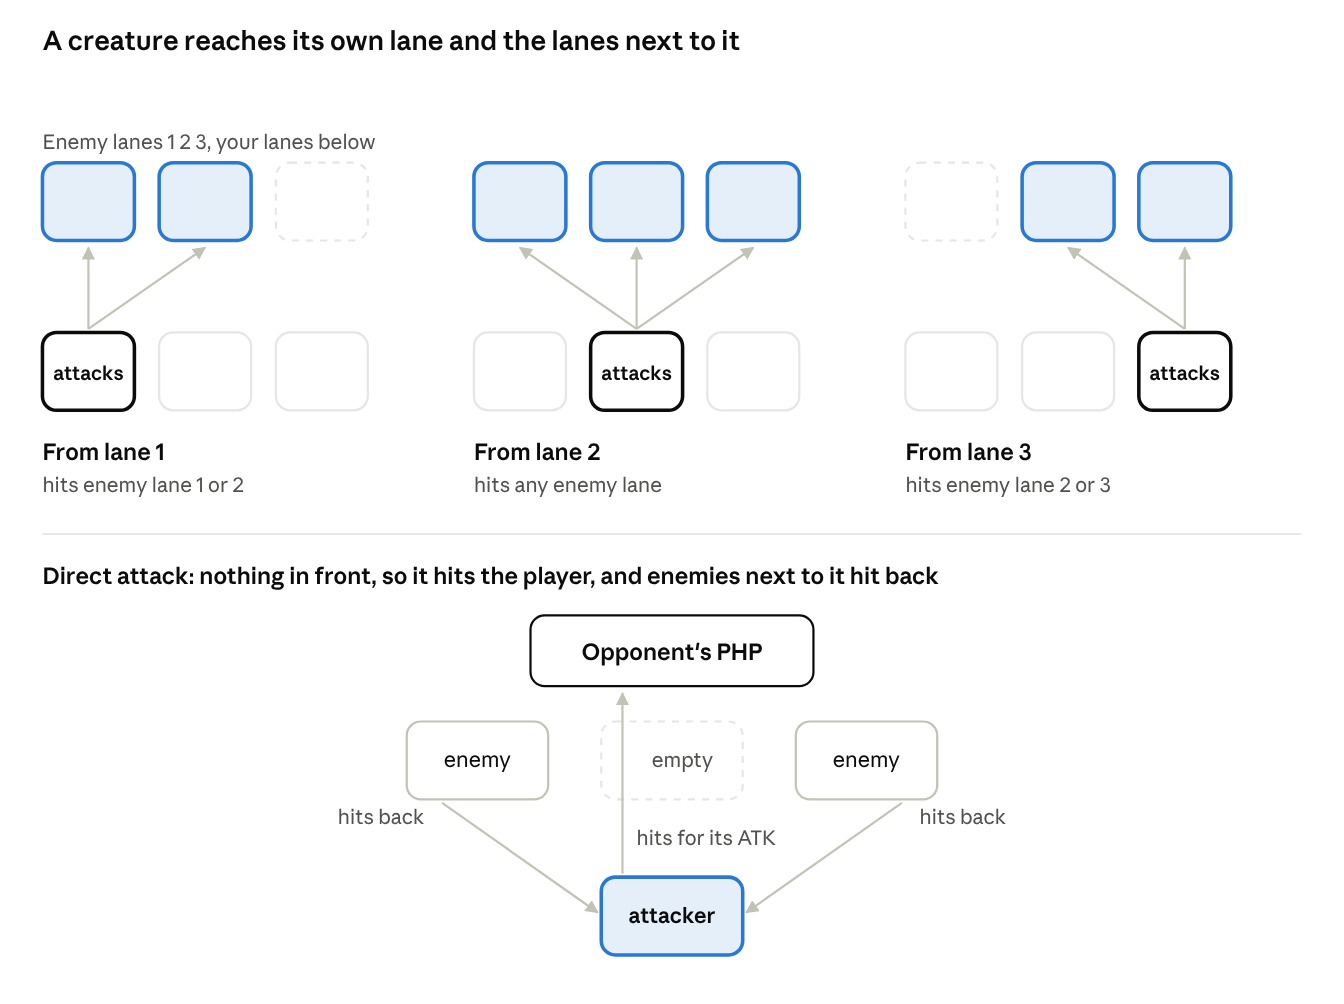 A creature reaches its own lane and the lanes next to it
Enemy lanes 1 2 3, your lanes below
attacks
attacks
attacks
From lane 1
hits enemy lane 1 or 2
From lane 2
hits any enemy lane
From lane 3
hits enemy lane 2 or 3
Direct attack: nothing in front, so it hits the player, and enemies next to it hit back
Opponent's PHP
enemy
empty
enemy
hits back
hits for its ATK
hits back
attacker